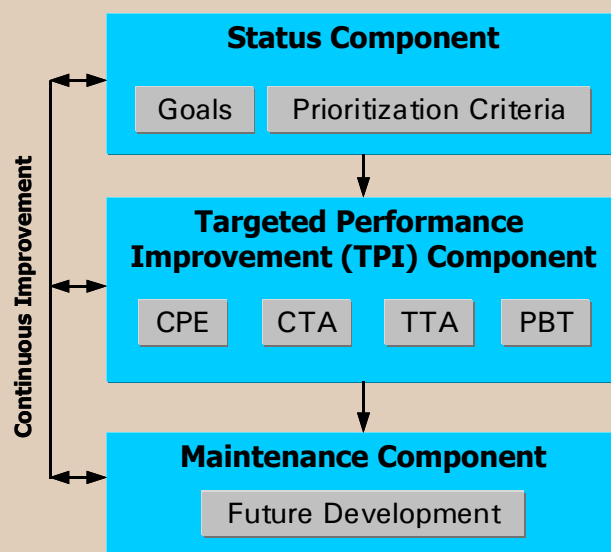 Status Component
Goals
Prioritization Criteria
Continuous Improvement
Targeted Performance
Improvement (TPI) Component
CPE
CTA
TTA
PBT
Maintenance Component
Future Development